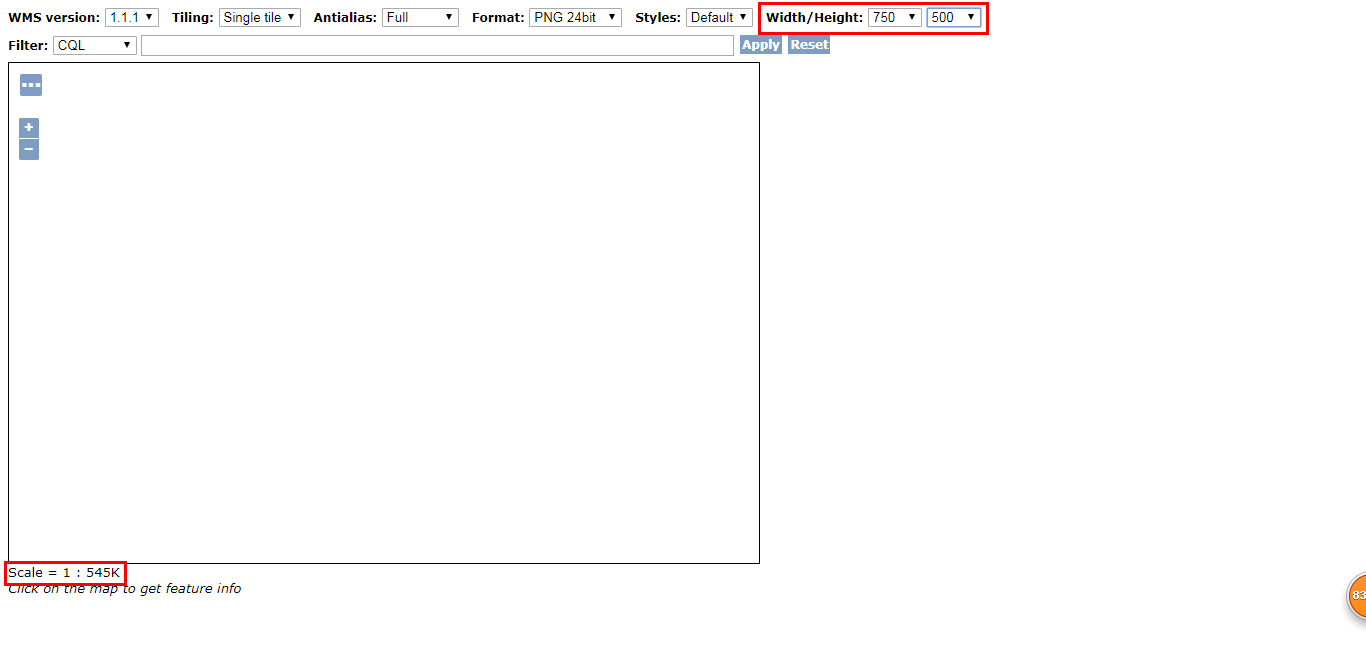 WMS version: 1.1.1 Tiling: Single tile Antialias: Full Format: PNG 24bit Styles: Default Width/Height: 750 500
Filter: CQL Apply Reset
+
−
Scale = 1 : 545K
Click on the map to get feature info
83